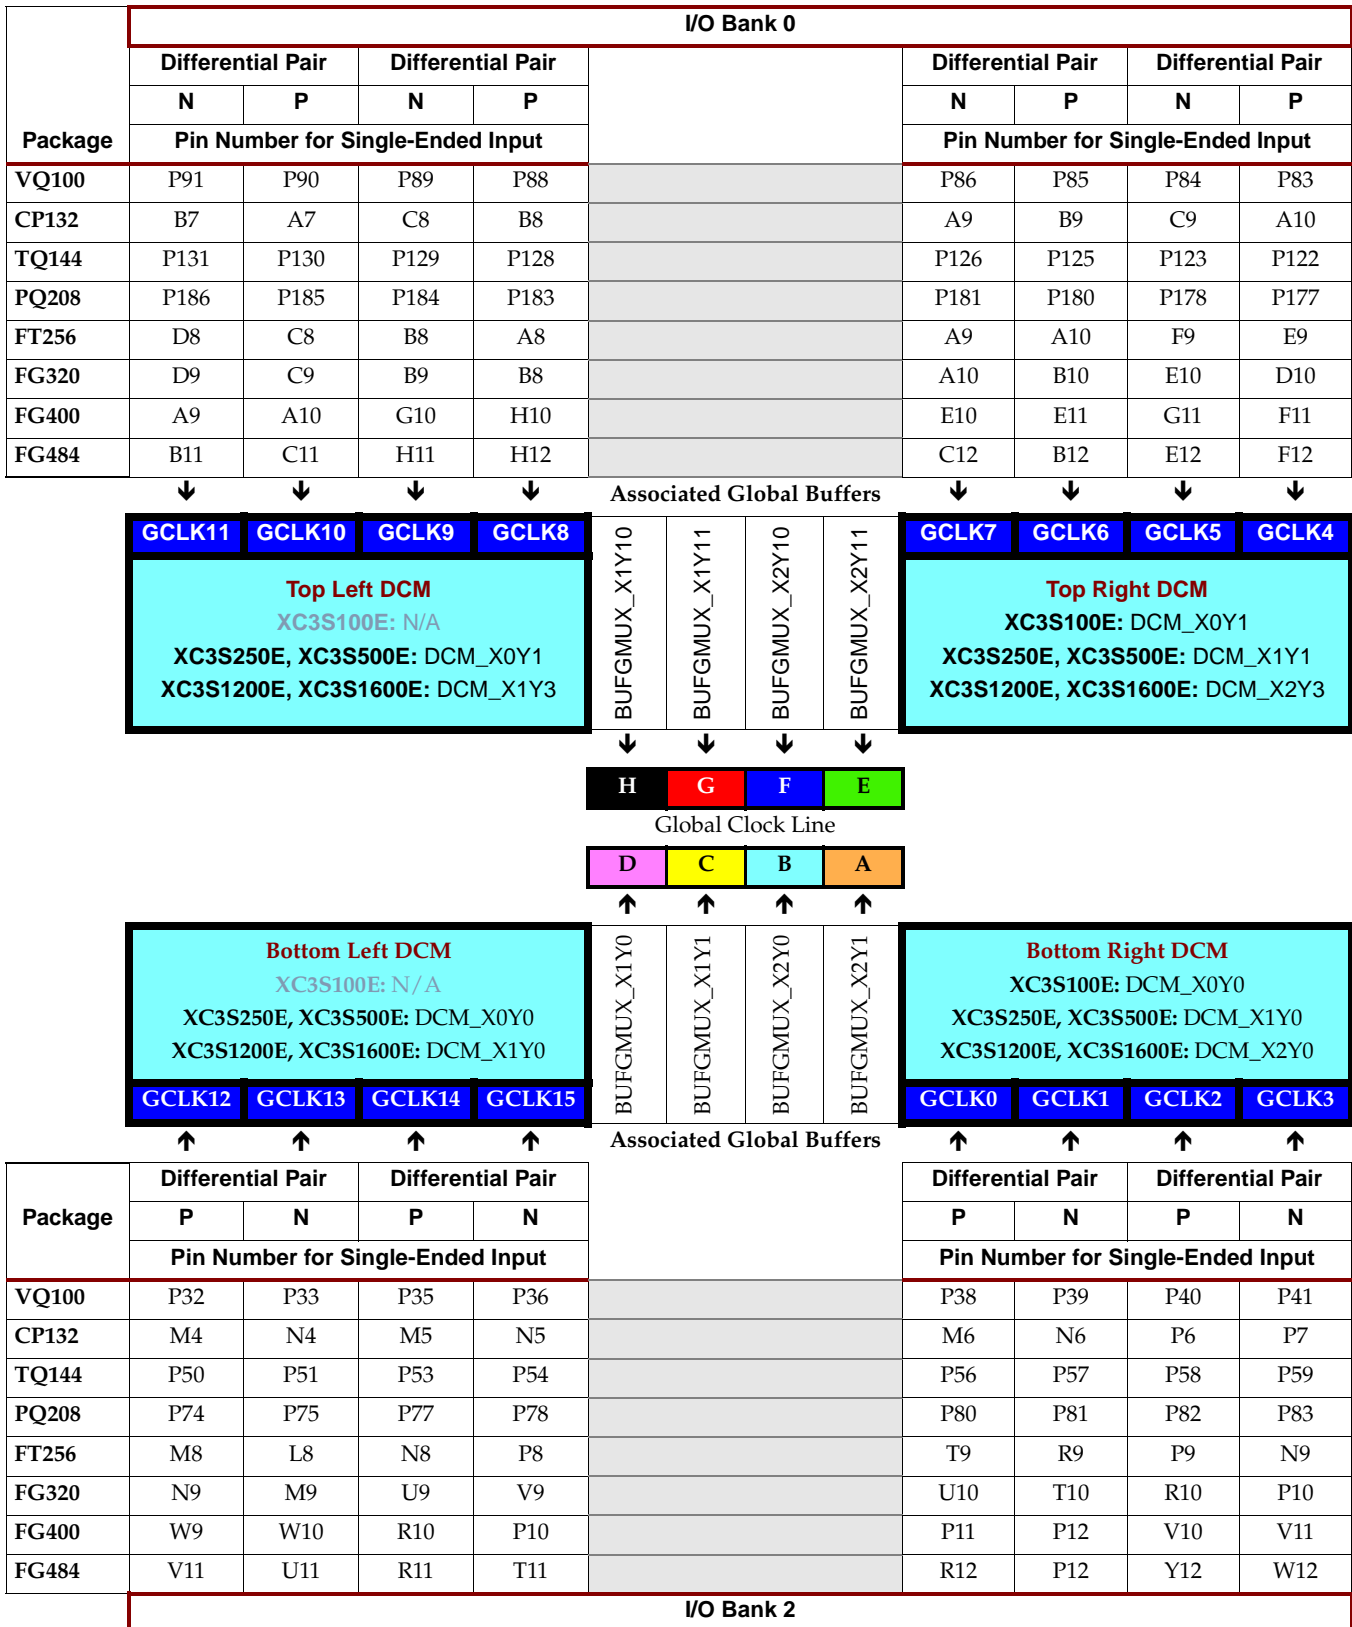 I/O Bank 0
Differential Pair Differential Pair Differential Pair Differential Pair
N P N P N P N P
Package Pin Number for Single-Ended Input Pin Number for Single-Ended Input
VQ100 P91 P90 P89 P88 P86 P85 P84 P83
CP132 B7 A7 C8 B8 A9 B9 C9 A10
TQ144 P131 P130 P129 P128 P126 P125 P123 P122
PQ208 P186 P185 P184 P183 P181 P180 P178 P177
FT256 D8 C8 B8 A8 A9 A10 F9 E9
FG320 D9 C9 B9 B8 A10 B10 E10 D10
FG400 A9 A10 G10 H10 E10 E11 G11 F11
FG484 B11 C11 H11 H12 C12 B12 E12 F12
Associated Global Buffers
GCLK11 GCLK10 GCLK9 GCLK8
Top Left DCM
XC3S100E: N/A
XC3S250E, XC3S500E: DCM_X0Y1
XC3S1200E, XC3S1600E: DCM_X1Y3
BUFGMUX_X1Y10
BUFGMUX_X1Y11
BUFGMUX_X2Y10
BUFGMUX_X2Y11
GCLK7 GCLK6 GCLK5 GCLK4
Top Right DCM
XC3S100E: DCM_X0Y1
XC3S250E, XC3S500E: DCM_X1Y1
XC3S1200E, XC3S1600E: DCM_X2Y3
H G F E
Global Clock Line
D C B A
Bottom Left DCM
XC3S100E: N/A
XC3S250E, XC3S500E: DCM_X0Y0
XC3S1200E, XC3S1600E: DCM_X1Y0
GCLK12 GCLK13 GCLK14 GCLK15
BUFGMUX_X1Y0
BUFGMUX_X1Y1
BUFGMUX_X2Y0
BUFGMUX_X2Y1
Bottom Right DCM
XC3S100E: DCM_X0Y0
XC3S250E, XC3S500E: DCM_X1Y0
XC3S1200E, XC3S1600E: DCM_X2Y0
GCLK0 GCLK1 GCLK2 GCLK3
Associated Global Buffers
Differential Pair Differential Pair Differential Pair Differential Pair
Package P N P N P N P N
Pin Number for Single-Ended Input Pin Number for Single-Ended Input
VQ100 P32 P33 P35 P36 P38 P39 P40 P41
CP132 M4 N4 M5 N5 M6 N6 P6 P7
TQ144 P50 P51 P53 P54 P56 P57 P58 P59
PQ208 P74 P75 P77 P78 P80 P81 P82 P83
FT256 M8 L8 N8 P8 T9 R9 P9 N9
FG320 N9 M9 U9 V9 U10 T10 R10 P10
FG400 W9 W10 R10 P10 P11 P12 V10 V11
FG484 V11 U11 R11 T11 R12 P12 Y12 W12
I/O Bank 2